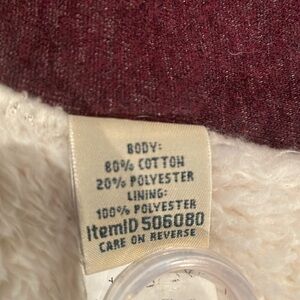 BODY:
80% COTTON
20% POLYESTER
LINING:
100% POLYESTER
ItemID 506080
CARE ON REVERSE